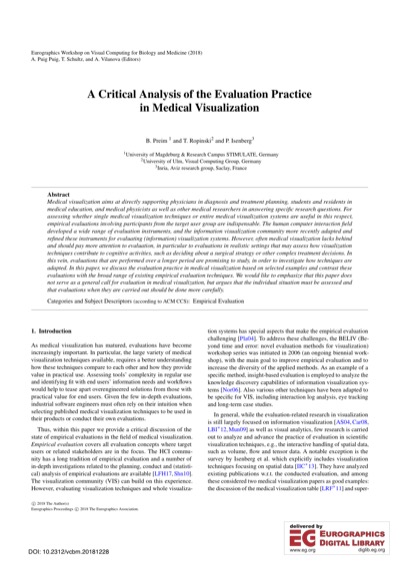 Eurographics Workshop on Visual Computing for Biology and Medicine (2018)
A. Puig Puig, T. Schultz, and A. Vilanova (Editors)
A Critical Analysis of the Evaluation Practice
in Medical Visualization
B. Preim 1 and T. Ropinski2 and P. Isenberg3
1University of Magdeburg & Research Campus STIMULATE, Germany
2University of Ulm, Visual Computing Group, Germany
3Inria, Aviz research group, Saclay, France
Abstract
Medical visualization aims at directly supporting physicians in diagnosis and treatment planning, students and residents in
medical education, and medical physicists as well as other medical researchers in answering specific research questions. For
assessing whether single medical visualization techniques or entire medical visualization systems are useful in this respect,
empirical evaluations involving participants from the target user group are indispensable. The human computer interaction field
developed a wide range of evaluation instruments, and the information visualization community more recently adapted and
refined these instruments for evaluating (information) visualization systems. However, often medical visualization lacks behind
and should pay more attention to evaluation, in particular to evaluations in realistic settings that may assess how visualization
techniques contribute to cognitive activities, such as deciding about a surgical strategy or other complex treatment decisions. In
this vein, evaluations that are performed over a longer period are promising to study, in order to investigate how techniques are
adapted. In this paper, we discuss the evaluation practice in medical visualization based on selected examples and contrast these
evaluations with the broad range of existing empirical evaluation techniques. We would like to emphasize that this paper does
not serve as a general call for evaluation in medical visualization, but argues that the individual situation must be assessed and
that evaluations when they are carried out should be done more carefully.
Categories and Subject Descriptors (according to ACM CCS): Empirical Evaluation
1. Introduction
As medical visualization has matured, evaluations have become
increasingly important. In particular, the large variety of medical
visualization techniques available, requires a better understanding
how these techniques compare to each other and how they provide
value in practical use. Assessing tools' complexity in regular use
and identifying fit with end users' information needs and workflows
would help to tease apart overengineered solutions from those with
practical value for end users. Given the few in-depth evaluations,
industrial software engineers must often rely on their intuition when
selecting published medical visualization techniques to be used in
their products or conduct their own evaluations.
Thus, within this paper we provide a critical discussion of the
state of empirical evaluations in the field of medical visualization.
Empirical evaluation covers all evaluation concepts where target
users or related stakeholders are in the focus. The HCI commu-
nity has a long tradition of empirical evaluation and a number of
in-depth investigations related to the planning, conduct and (statisti-
cal) analysis of empirical evaluations are available [LFH17, Shn10].
The visualization community (VIS) can build on this experience.
However, evaluating visualization techniques and whole visualiza-
tion systems has special aspects that make the empirical evaluation
challenging [Pla04]. To address these challenges, the BELIV (Be-
yond time and error: novel evaluation methods for visualization)
workshop series was initiated in 2006 (an ongoing biennial work-
shop), with the main goal to improve empirical evaluation and to
increase the diversity of the applied methods. As an example of a
specific method, insight-based evaluation is employed to analyze the
knowledge discovery capabilities of information visualization sys-
tems [Nor06]. Also various other techniques have been adapted to
be specific for VIS, including interaction log analysis, eye tracking
and long-term case studies.
In general, while the evaluation-related research in visualization
is still largely focused on information visualization [AS04, Car08,
LBI*12, Mun09] as well as visual analytics, few research is carried
out to analyze and advance the practice of evaluation in scientific
visualization techniques, e.g., the interactive handling of spatial data,
such as volume, flow and tensor data. A notable exception is the
survey by Isenberg et al. which explicitly includes visualization
techniques focusing on spatial data [IIC*13]. They have analyzed
existing publications w.r.t. the conducted evaluation, and among
these considered two medical visualization papers as good examples:
the discussion of the medical visualization table [LRF*11] and super-
© 2018 The Author(s)
Eurographics Proceedings © 2018 The Eurographics Association.
DOI: 10.2312/vcbm.20181228
delivered by
EG EUROGRAPHICS
DIGITAL LIBRARY
www.eg.org diglib.eg.org